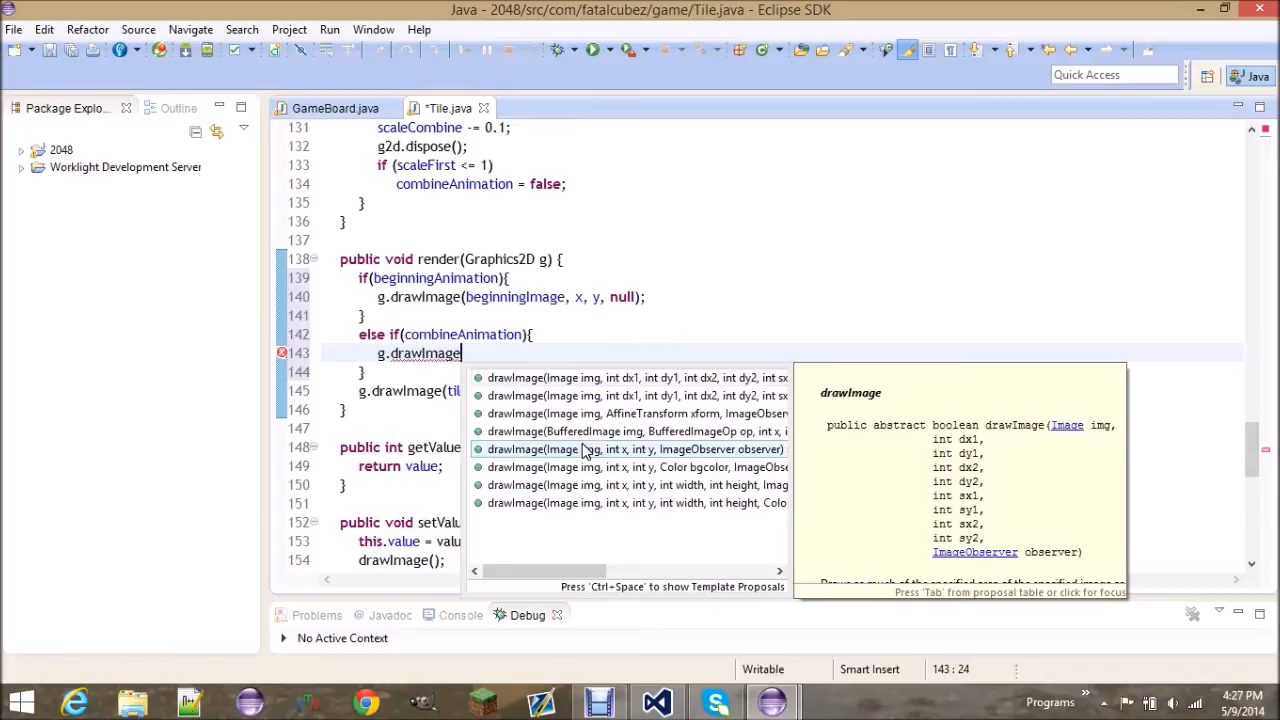 Java - 2048/src/com/fatalcubez/game/Tile.java - Eclipse SDK
File Edit Refactor Source Navigate Search Project Run Window Help
Quick Access Java
Package Explo... Outline GameBoard.java *Tile.java
2048
Worklight Development Server
131 scaleCombine -= 0.1;
132 g2d.dispose();
133 if (scaleFirst <= 1)
134 combineAnimation = false;
135 }
136 }
137
138 public void render(Graphics2D g) {
139 if(beginningAnimation){
140 g.drawImage(beginningImage, x, y, null);
141 }
142 else if(combineAnimation){
143 g.drawImage
144 }
145 g.drawImage(til
146 }
147
148 public int getValue
149 return value;
150 }
151
152 public void setValu
153 this.value = valu
154 drawImage();
drawImage(Image img, int dx1, int dy1, int dx2, int dy2, int sx
drawImage(Image img, int dx1, int dy1, int dx2, int dy2, int sx
drawImage(Image img, AffineTransform xform, ImageObser
drawImage(BufferedImage img, BufferedImageOp op, int x, i
drawImage(Image img, int x, int y, ImageObserver observer)
drawImage(Image img, int x, int y, Color bgcolor, ImageObse
drawImage(Image img, int x, int y, int width, int height, Imag
drawImage(Image img, int x, int y, int width, int height, Colo
Press 'Ctrl+Space' to show Template Proposals
drawImage
public abstract boolean drawImage(Image img,
int dx1,
int dy1,
int dx2,
int dy2,
int sx1,
int sy1,
int sx2,
int sy2,
ImageObserver observer)
Press 'Tab' from proposal table or click for focus
Problems @ Javadoc Console Debug
No Active Context
Writable Smart Insert 143 : 24
Programs
4:27 PM
5/9/2014